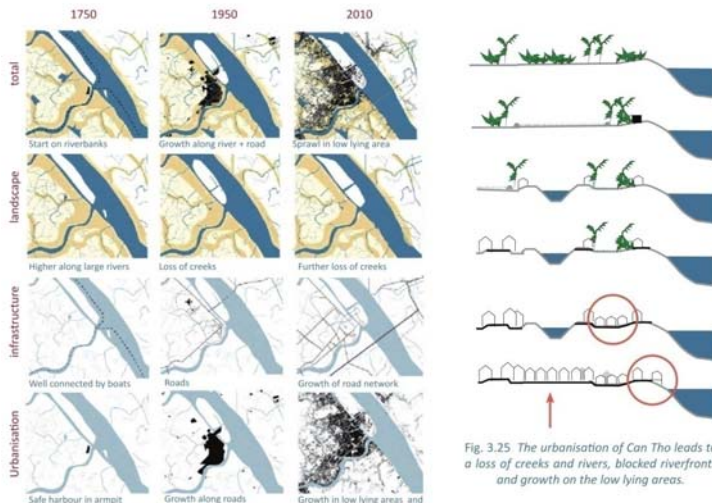 1750 1950 2010
total
Start on riverbanks Growth along river + road Sprawl in low lying area
landscape
Higher along large rivers Loss of creeks Further loss of creeks
infrastructure
Well connected by boats Roads Growth of road network
Urbanisation
Safe harbour in armpit Growth along roads Growth in low lying areas and
Fig. 3.25 The urbanisation of Can Tho leads to
a loss of creeks and rivers, blocked riverfront
and growth on the low lying areas.